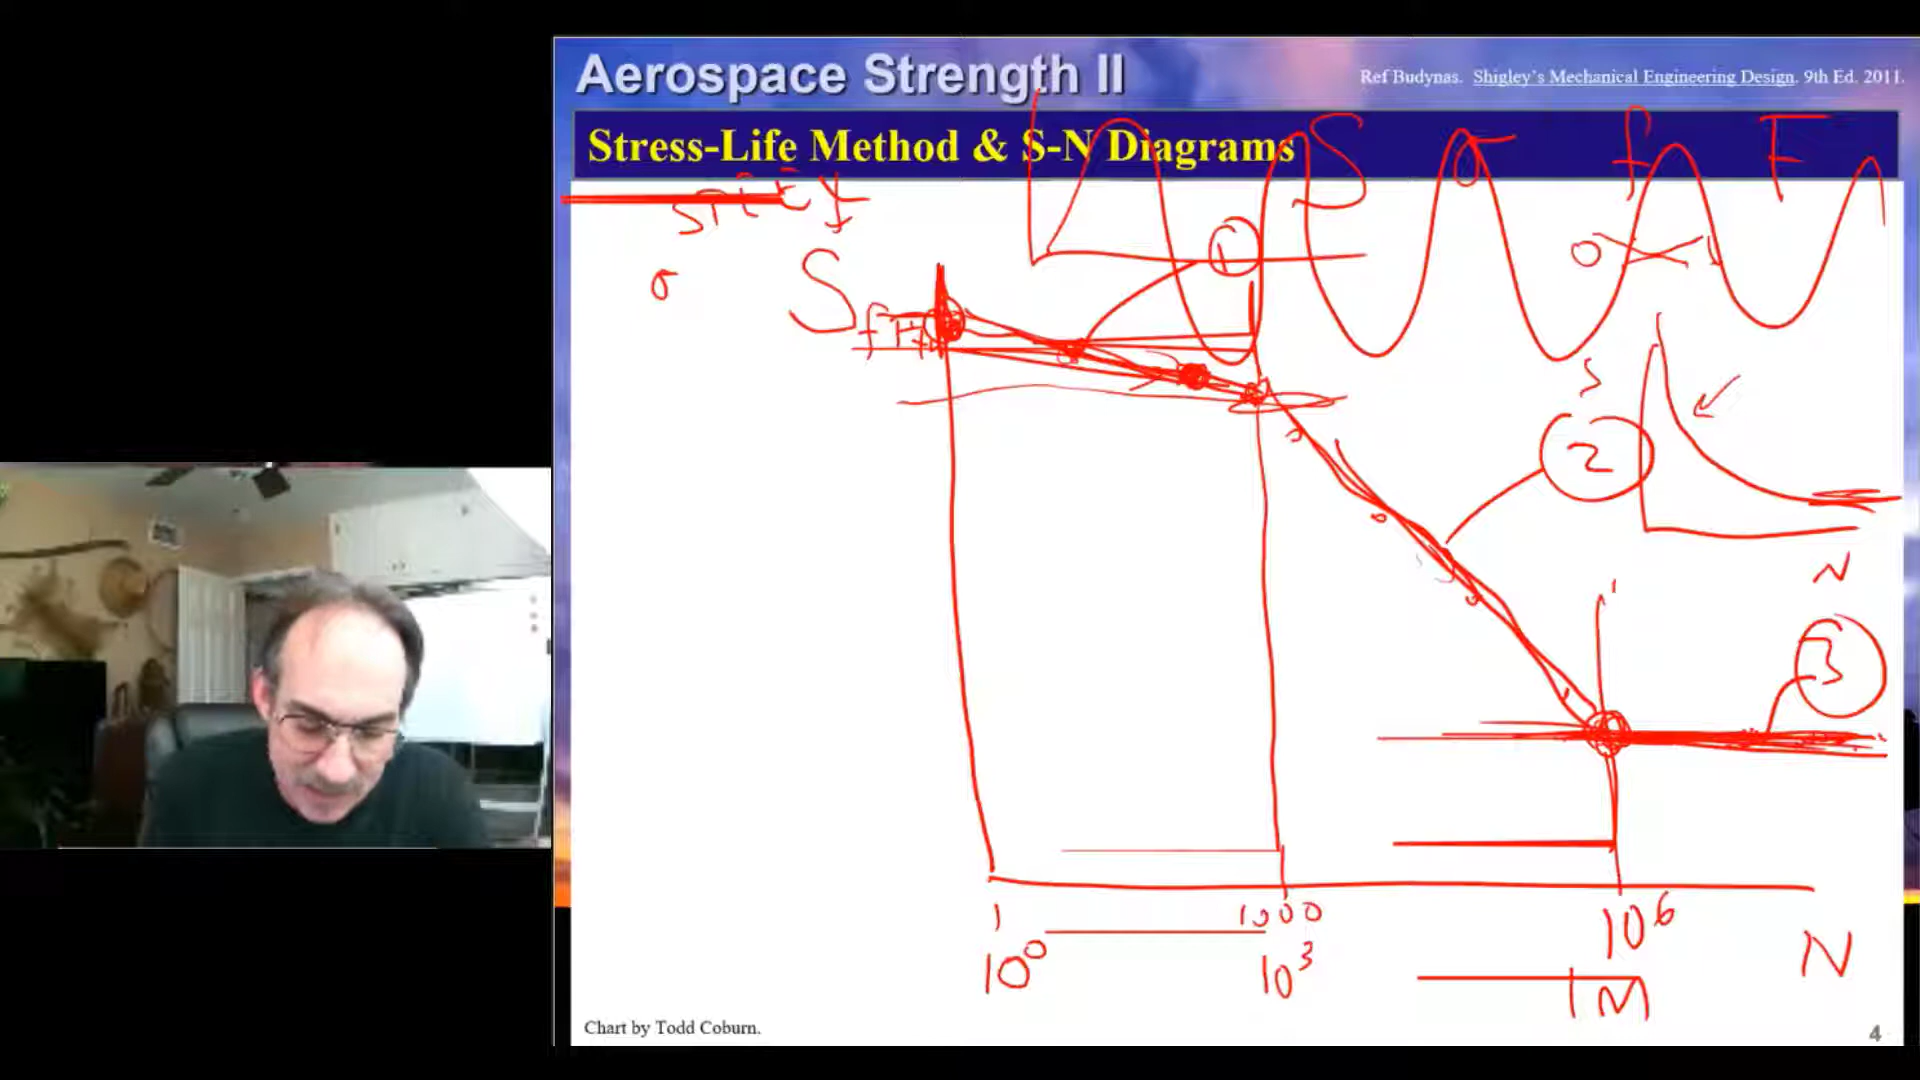 Aerospace Strength II
Ref Budynas. Shigley's Mechanical Engineering Design. 9th Ed. 2011.
Stress-Life Method & S-N Diagrams
S σ f F
σ
S
f
1
S
2
N
3
1 1000 10⁶
10⁰ 10³ N
1M
Chart by Todd Coburn.
4